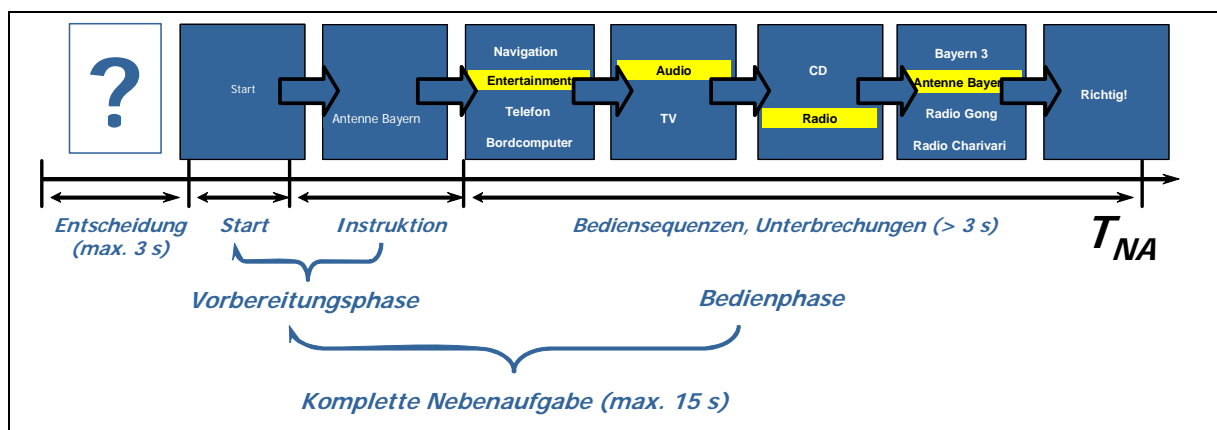 ?
Start
Antenne Bayern
Navigation
Entertainment
Telefon
Bordcomputer
Audio
TV
CD
Radio
Bayern 3
Antenne Bayern
Radio Gong
Radio Charivari
Richtig!
Entscheidung
(max. 3 s)
Start
Instruktion
Bediensequenzen, Unterbrechungen (> 3 s)
T_NA
Vorbereitungsphase
Bedienphase
Komplette Nebenaufgabe (max. 15 s)